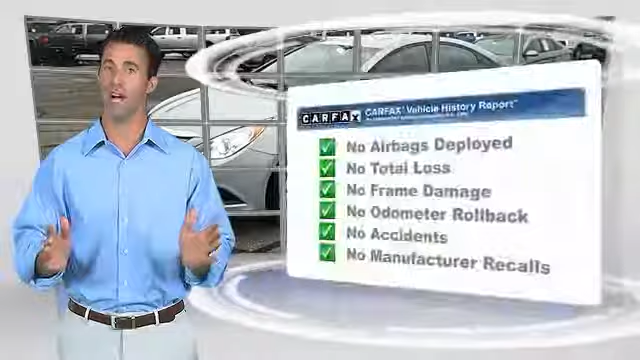 CARFAX CARFAX Vehicle History Report™
No Airbags Deployed
No Total Loss
No Frame Damage
No Odometer Rollback
No Accidents
No Manufacturer Recalls